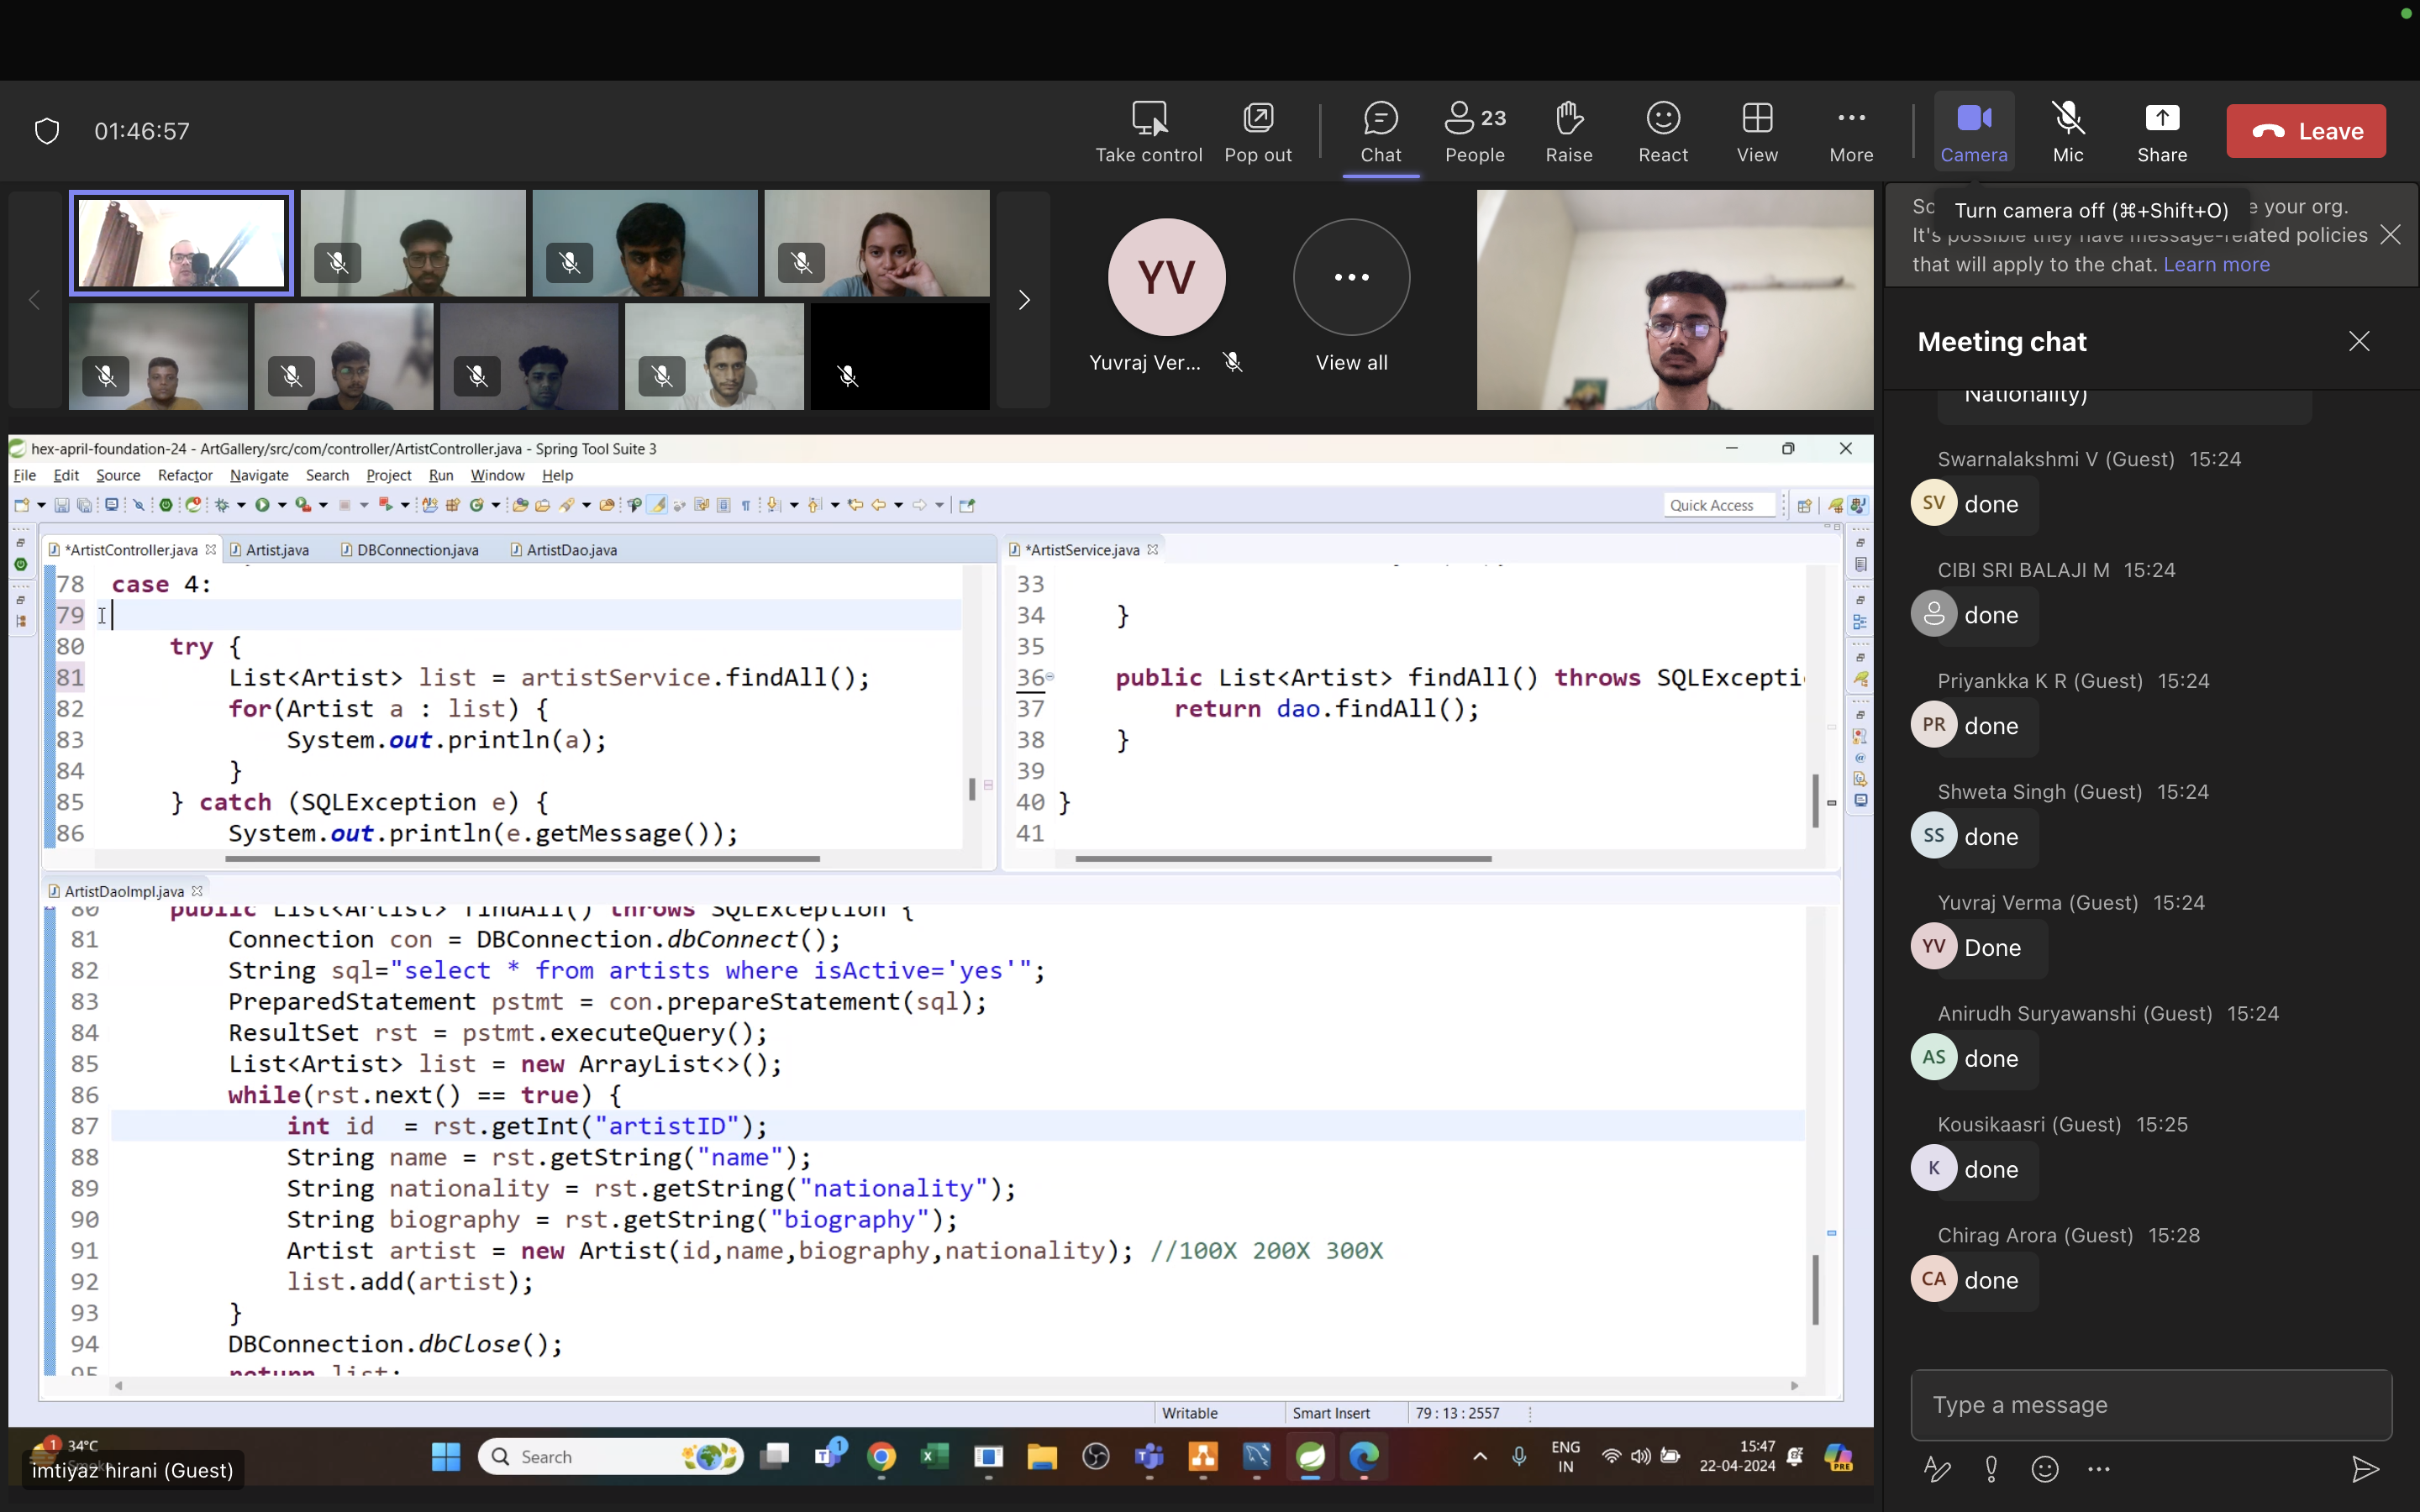 01:46:57
Take control
Pop out
Chat
People
23
Raise
React
View
More
Camera
Mic
Share
Leave
Turn camera off (⌘+Shift+O)
e your org.
It's possible they have message-related policies
that will apply to the chat. Learn more
YV
Yuvraj Ver...
View all
Meeting chat
Nationality)
Swarnalakshmi V (Guest) 15:24
SV
done
CIBI SRI BALAJI M 15:24
done
Priyankka K R (Guest) 15:24
PR
done
Shweta Singh (Guest) 15:24
SS
done
Yuvraj Verma (Guest) 15:24
YV
Done
Anirudh Suryawanshi (Guest) 15:24
AS
done
Kousikaasri (Guest) 15:25
K
done
Chirag Arora (Guest) 15:28
CA
done
Type a message
hex-april-foundation-24 - ArtGallery/src/com/controller/ArtistController.java - Spring Tool Suite 3
File Edit Source Refactor Navigate Search Project Run Window Help
Quick Access
*ArtistController.java Artist.java DBConnection.java ArtistDao.java
78 case 4:
79
80 try {
81 List<Artist> list = artistService.findAll();
82 for(Artist a : list) {
83 System.out.println(a);
84 }
85 } catch (SQLException e) {
86 System.out.println(e.getMessage());
*ArtistService.java
33
34 }
35
36 public List<Artist> findAll() throws SQLExcepti
37 return dao.findAll();
38 }
39
40 }
41
ArtistDaoImpl.java
80 public List<Artist> findAll() throws SQLException {
81 Connection con = DBConnection.dbConnect();
82 String sql="select * from artists where isActive='yes'";
83 PreparedStatement pstmt = con.prepareStatement(sql);
84 ResultSet rst = pstmt.executeQuery();
85 List<Artist> list = new ArrayList<>();
86 while(rst.next() == true) {
87 int id = rst.getInt("artistID");
88 String name = rst.getString("name");
89 String nationality = rst.getString("nationality");
90 String biography = rst.getString("biography");
91 Artist artist = new Artist(id,name,biography,nationality); //100X 200X 300X
92 list.add(artist);
93 }
94 DBConnection.dbClose();
95 return list;
Writable
Smart Insert
79 : 13 : 2557
1
34°C
imtiyaz hirani (Guest)
Search
1
ENG
IN
15:47
22-04-2024
PRE